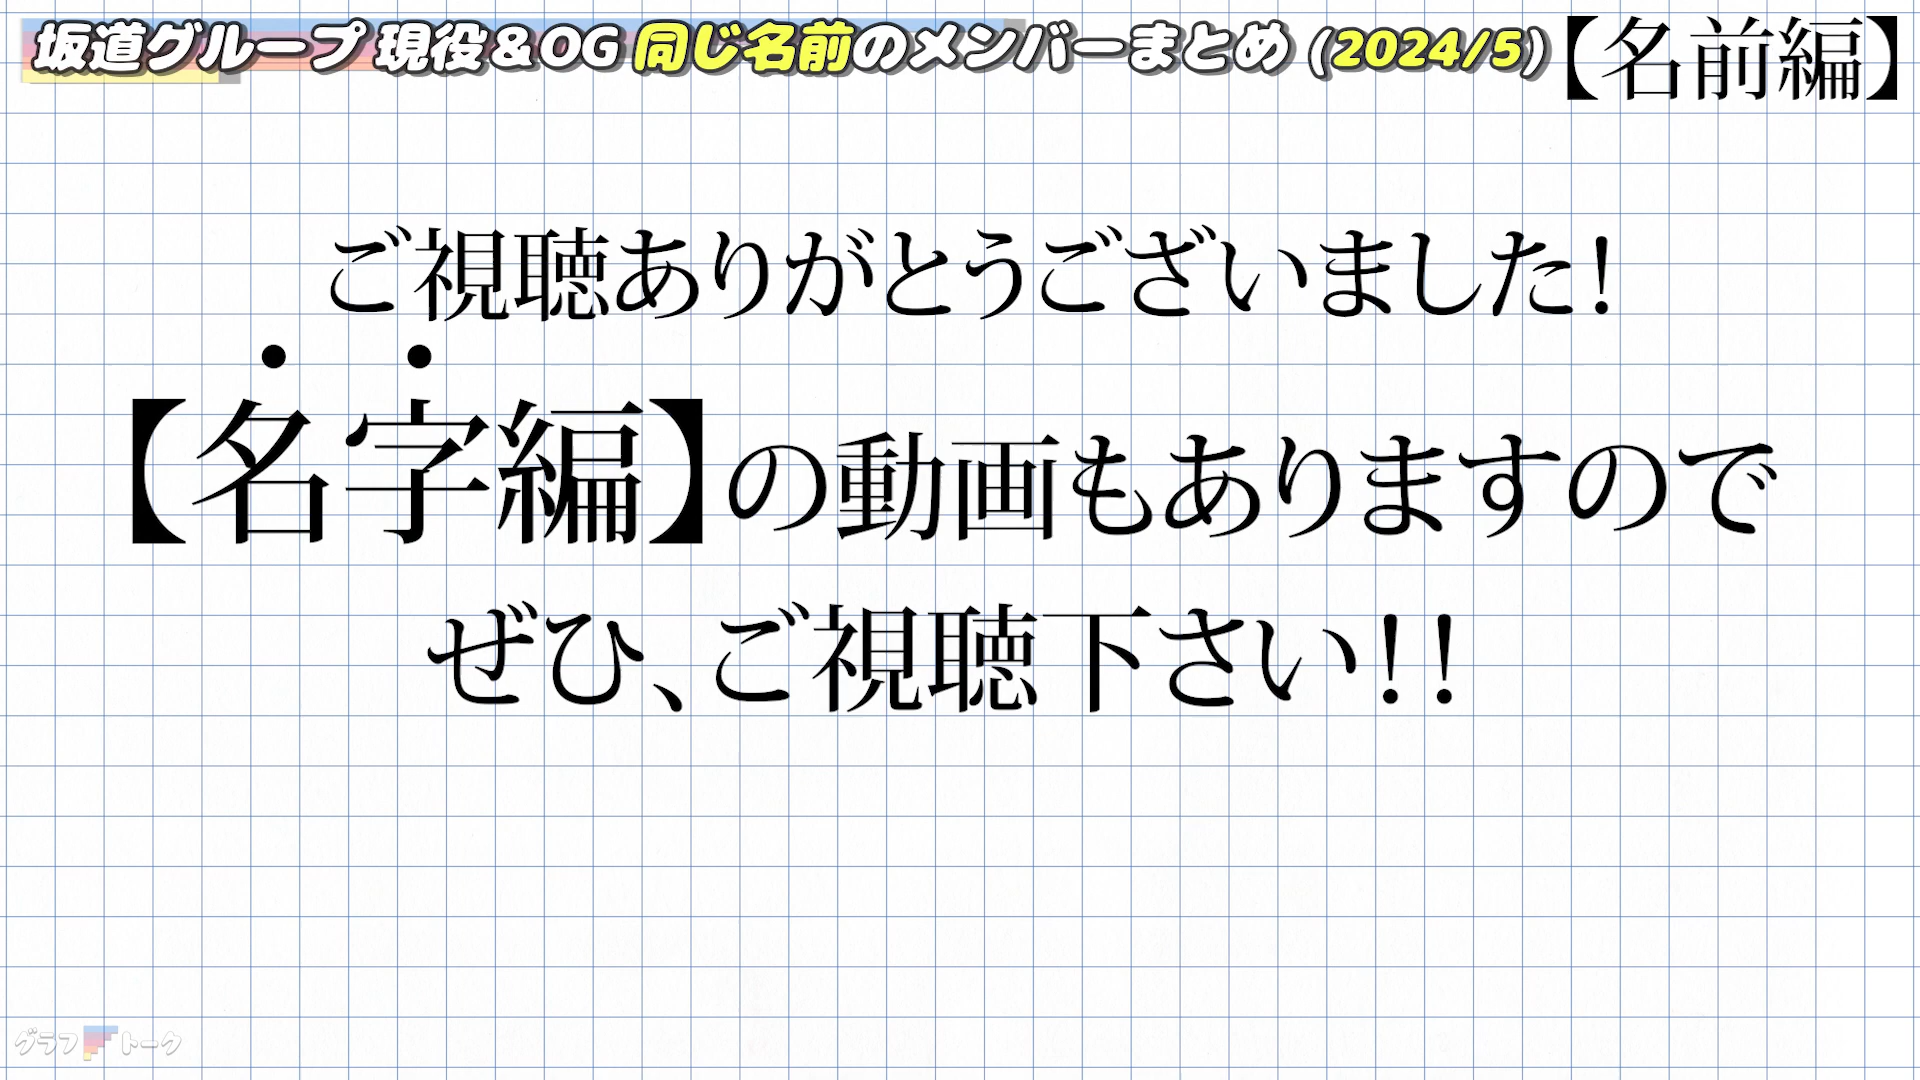 坂道グループ 現役&OG 同じ名前のメンバーまとめ (2024/5)【名前編】
ご視聴ありがとうございました!
【名字編】の動画もありますので
ぜひ、ご視聴下さい!!
グラフトーク